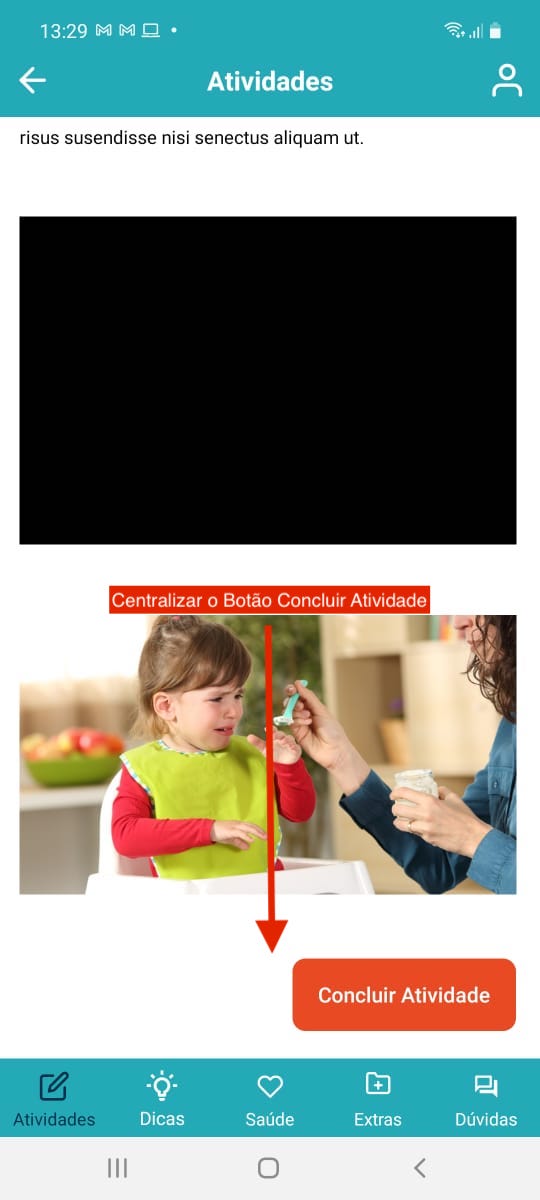 13:29
Atividades
risus susendisse nisi senectus aliquam ut.
Centralizar o Botão Concluir Atividade
Concluir Atividade
Atividades
Dicas
Saúde
Extras
Dúvidas